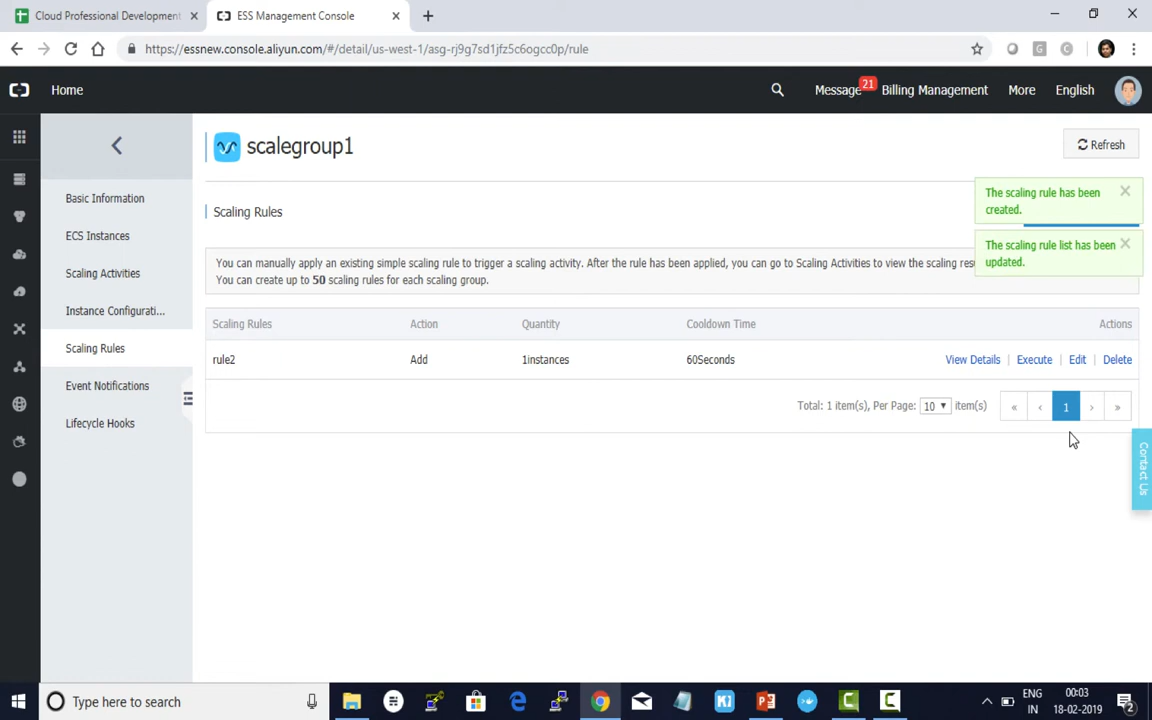 Cloud Professional Development
ESS Management Console
https://essnew.console.aliyun.com/#/detail/us-west-1/asg-rj9g7sd1jfz5c6ogcc0p/rule
Home
Message 21
Billing Management
More
English
scalegroup1
Refresh
Basic Information
ECS Instances
Scaling Activities
Instance Configurati...
Scaling Rules
Event Notifications
Lifecycle Hooks
The scaling rule has been
created.
The scaling rule list has been
updated.
Scaling Rules
You can manually apply an existing simple scaling rule to trigger a scaling activity. After the rule has been applied, you can go to Scaling Activities to view the scaling resu
You can create up to 50 scaling rules for each scaling group.
Scaling Rules Action Quantity Cooldown Time Actions
rule2 Add 1instances 60Seconds View Details | Execute | Edit | Delete
Total: 1 item(s), Per Page: 10 item(s) « ‹ 1 › »
Contact Us
Type here to search
ENG
IN
00:03
18-02-2019
2